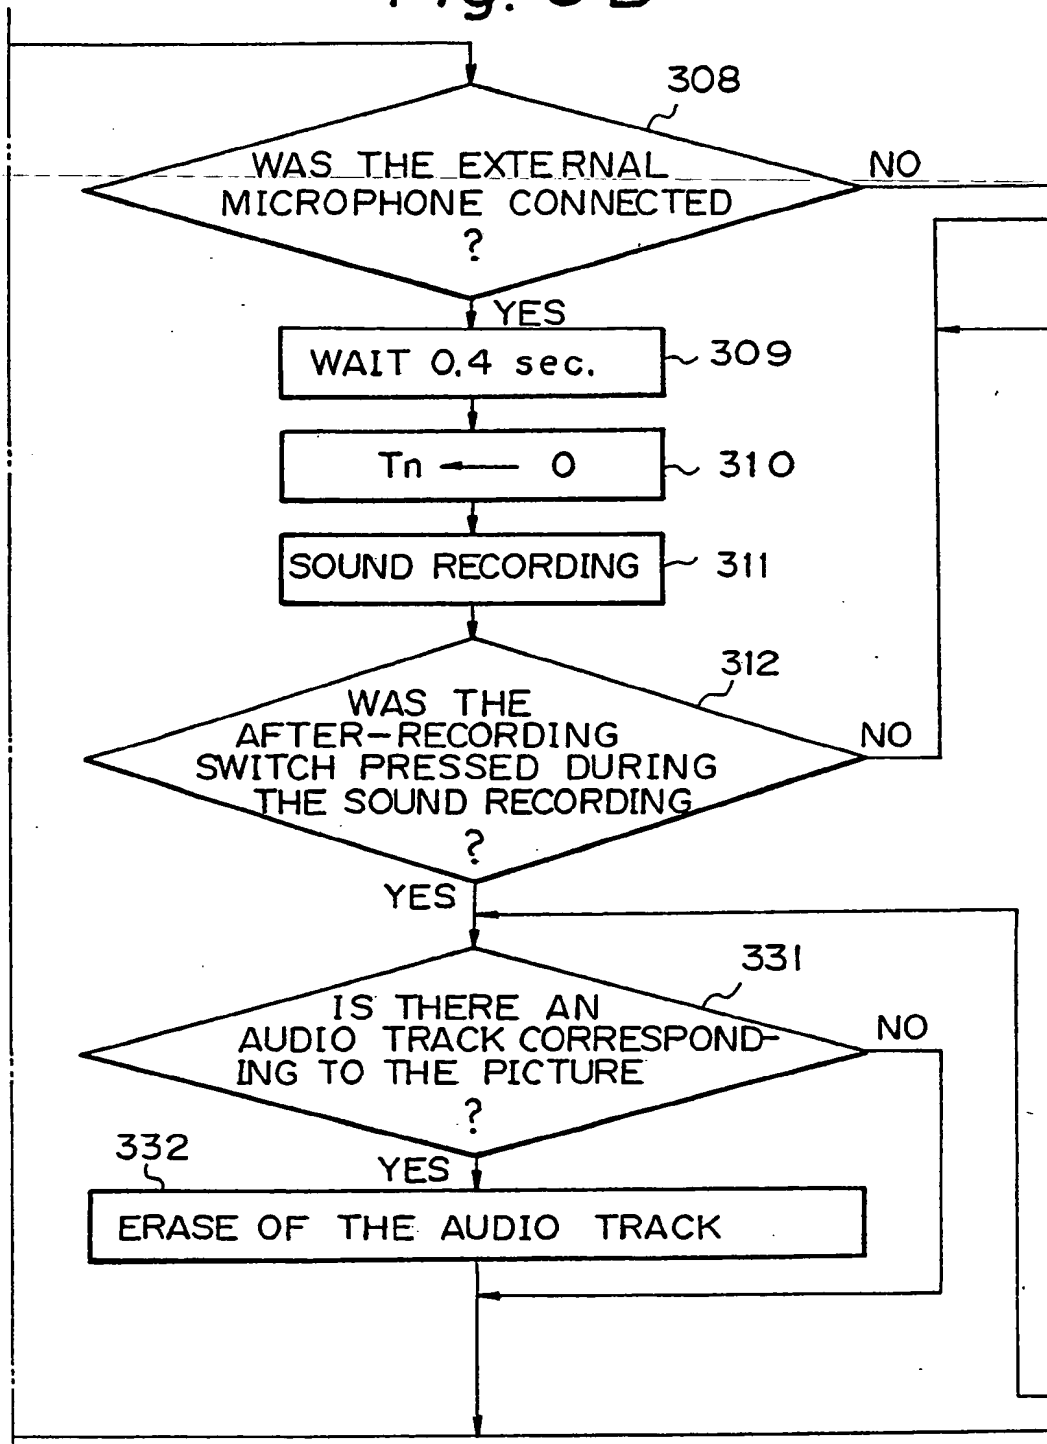 308
WAS THE EXTERNAL
NO
MICROPHONE CONNECTED
?
YES
WAIT 0.4 sec.
309
Tn ← 0
310
SOUND RECORDING
311
312
WAS THE
AFTER-RECORDING
NO
SWITCH PRESSED DURING
THE SOUND RECORDING
?
YES
331
IS THERE AN
NO
AUDIO TRACK CORRESPOND-
ING TO THE PICTURE
?
332
YES
ERASE OF THE AUDIO TRACK